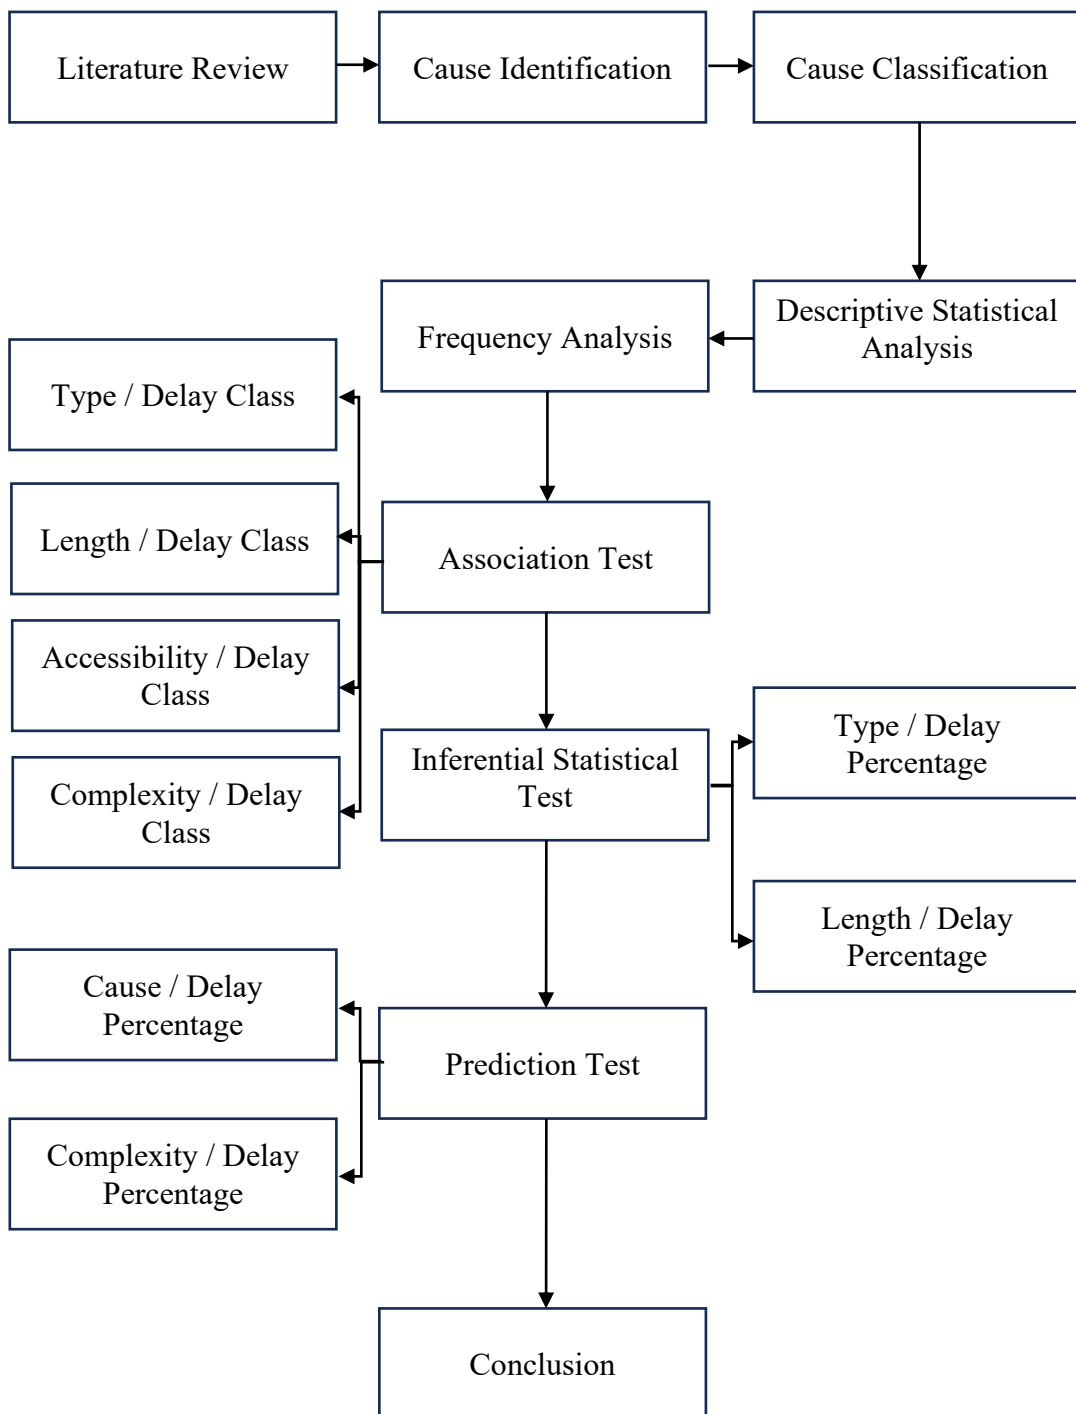 Literature Review
Cause Identification
Cause Classification
Descriptive Statistical
Analysis
Frequency Analysis
Type / Delay Class
Length / Delay Class
Association Test
Accessibility / Delay
Class
Complexity / Delay
Class
Inferential Statistical
Test
Type / Delay
Percentage
Length / Delay
Percentage
Cause / Delay
Percentage
Prediction Test
Complexity / Delay
Percentage
Conclusion